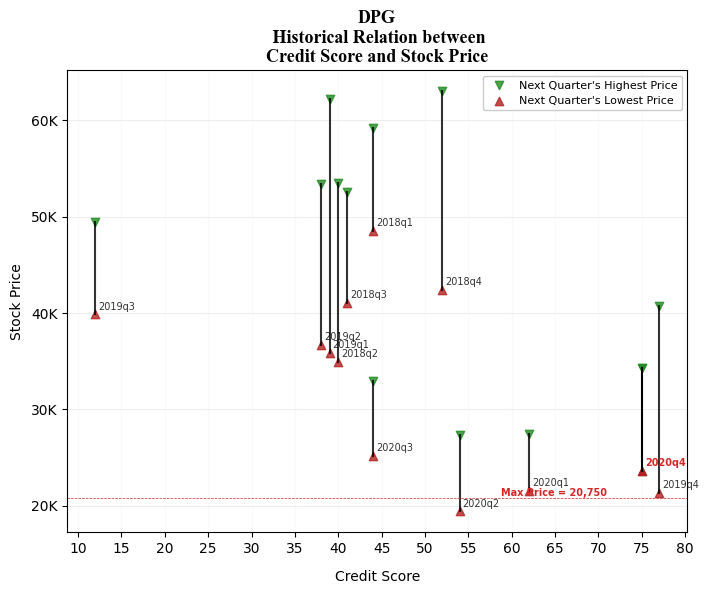 DPG
Historical Relation between
Credit Score and Stock Price
Next Quarter's Highest Price
Next Quarter's Lowest Price
60K
50K
40K
30K
20K
Stock Price
2018q1
2018q4
2018q3
2019q3
2019q2
2019q1
2018q2
2020q3
2020q4
2020q1
2019q4
Max Price = 20,750
2020q2
10 15 20 25 30 35 40 45 50 55 60 65 70 75 80
Credit Score